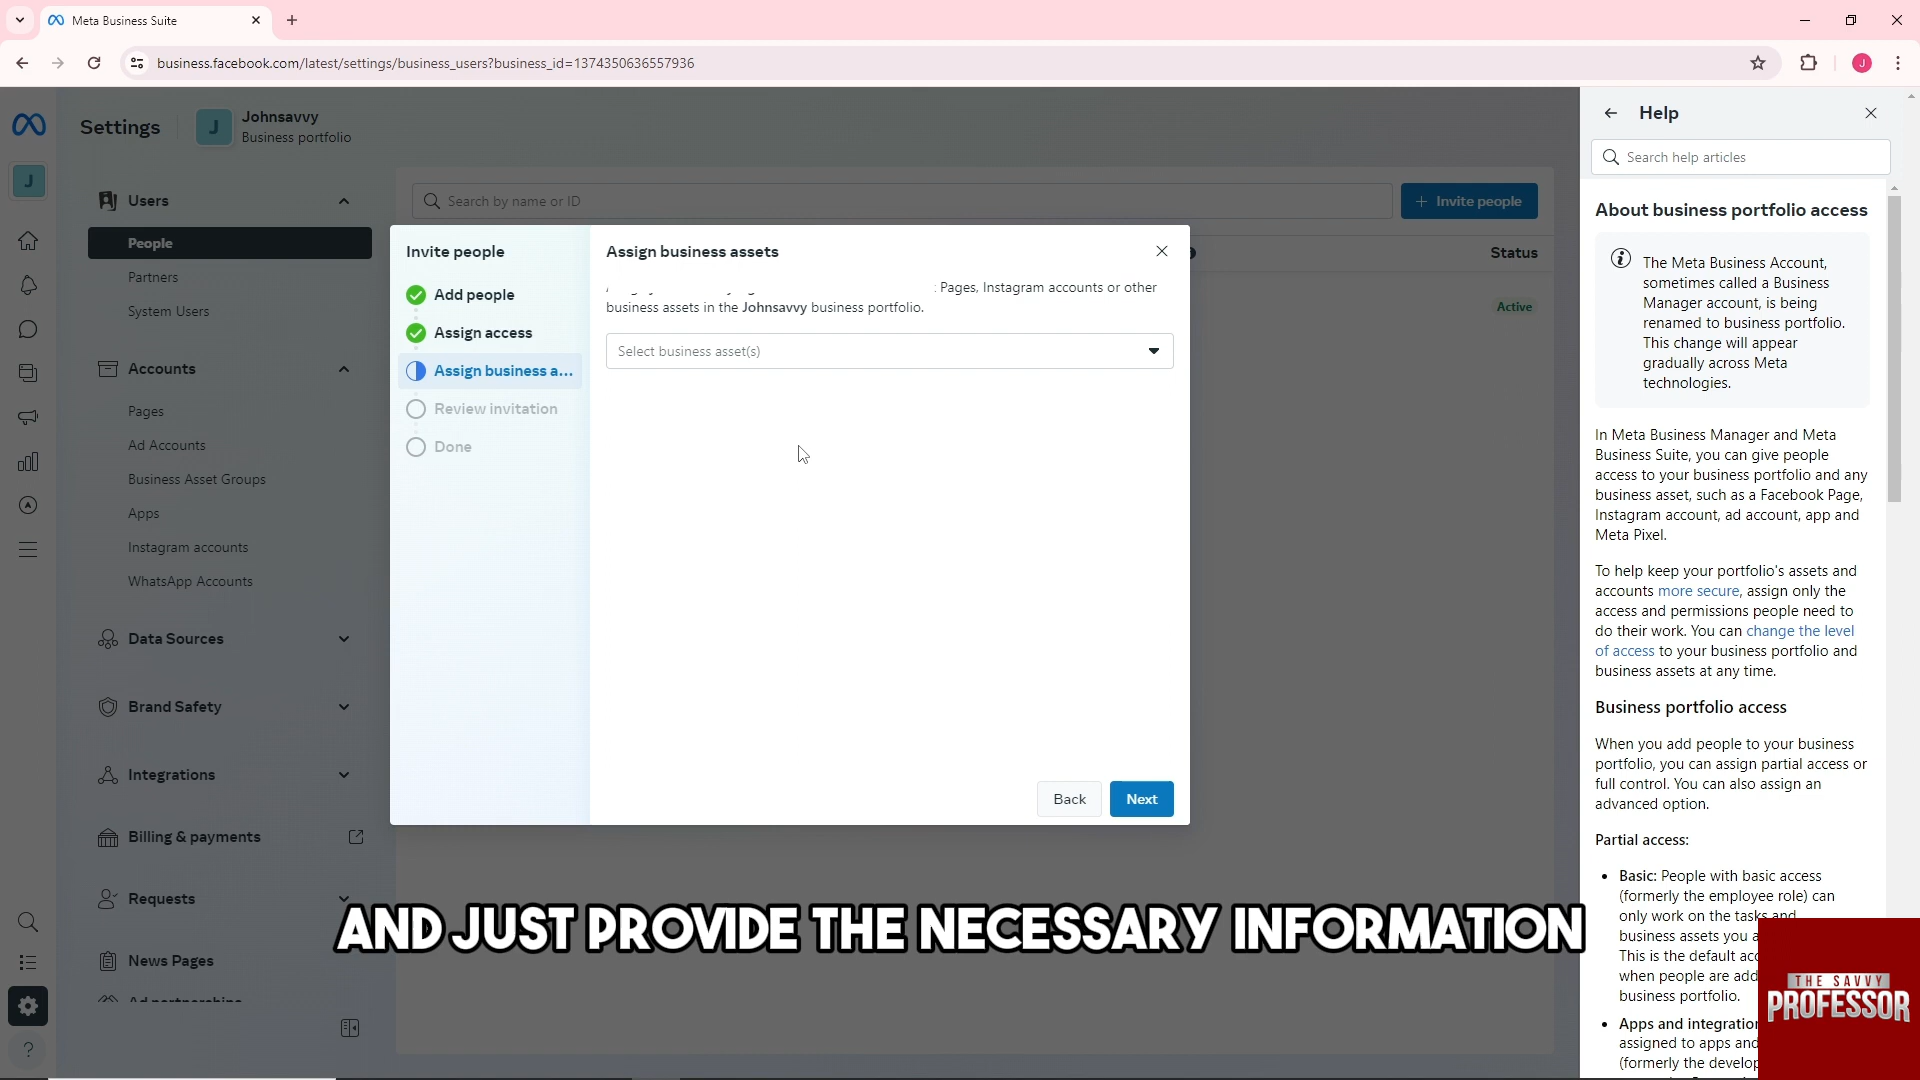 Meta Business Suite
business.facebook.com/latest/settings/business_users?business_id=1374350636557936
J
Settings
J
Johnsavvy
Business portfolio
J
Users
People
Partners
System Users
Accounts
Pages
Ad Accounts
Business Asset Groups
Apps
Instagram accounts
WhatsApp Accounts
Data Sources
Brand Safety
Integrations
Billing & payments
Requests
News Pages
Ad partnerships
Search by name or ID
+ Invite people
Status
Active
Invite people
Add people
Assign access
Assign business a...
Review invitation
Done
Assign business assets
Pages, Instagram accounts or other
business assets in the Johnsavvy business portfolio.
Select business asset(s)
Back
Next
Help
Search help articles
About business portfolio access
The Meta Business Account,
sometimes called a Business
Manager account, is being
renamed to business portfolio.
This change will appear
gradually across Meta
technologies.
In Meta Business Manager and Meta
Business Suite, you can give people
access to your business portfolio and any
business asset, such as a Facebook Page,
Instagram account, ad account, app and
Meta Pixel.
To help keep your portfolio's assets and
accounts more secure, assign only the
access and permissions people need to
do their work. You can change the level
of access to your business portfolio and
business assets at any time.
Business portfolio access
When you add people to your business
portfolio, you can assign partial access or
full control. You can also assign an
advanced option.
Partial access:
• Basic: People with basic access
(formerly the employee role) can
only work on the tasks and
business assets you a
This is the default acc
when people are add
business portfolio.
• Apps and integration
assigned to apps and
(formerly the develop
AND JUST PROVIDE THE NECESSARY INFORMATION
THE SAVVY
PROFESSOR